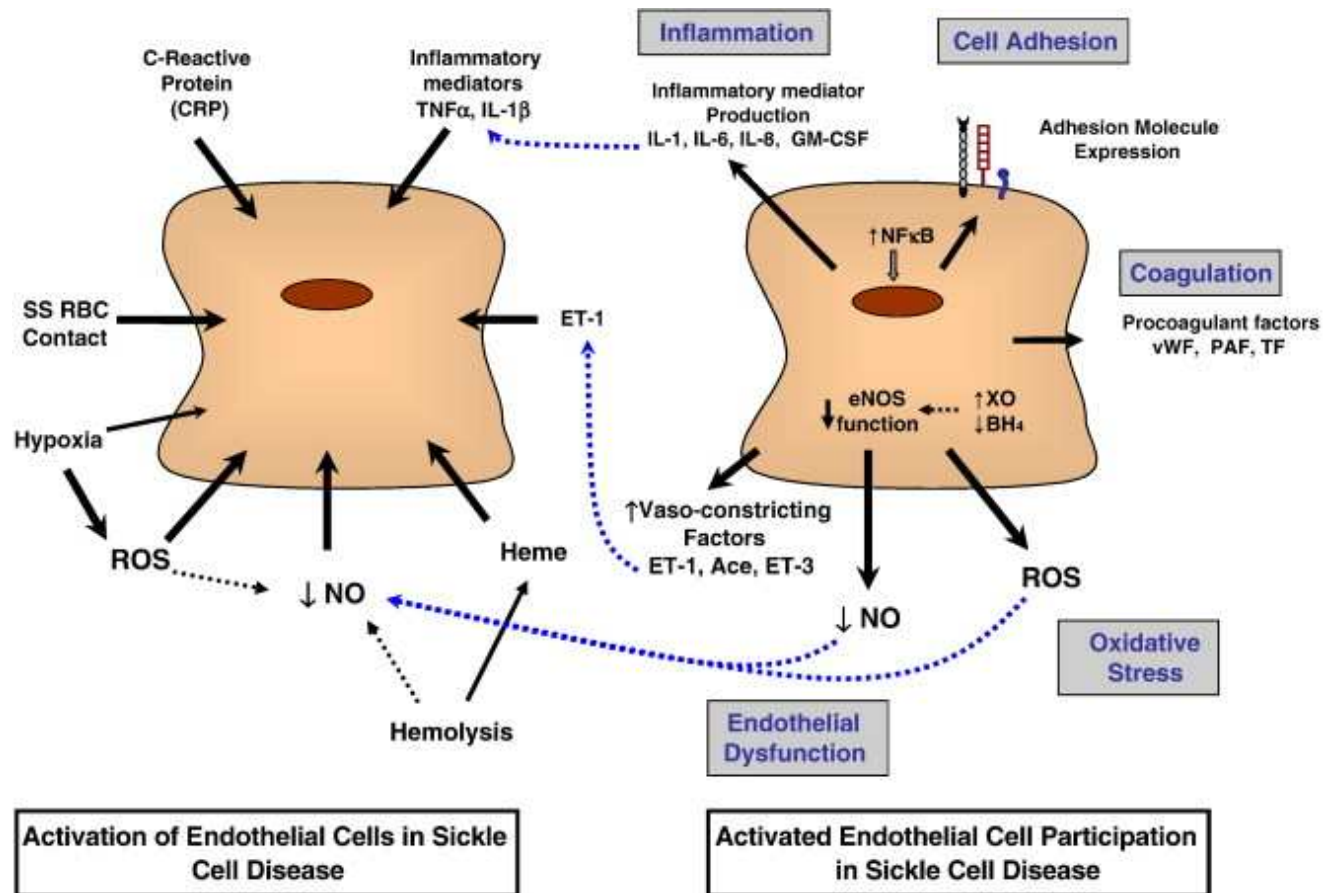 C-Reactive
Protein
(CRP)
Inflammatory
mediators
TNFα, IL-1β
Inflammation
Inflammatory mediator
Production
IL-1, IL-6, IL-8, GM-CSF
Cell Adhesion
Adhesion Molecule
Expression
↑NFκB
Coagulation
Procoagulant factors
vWF, PAF, TF
SS RBC
Contact
ET-1
Hypoxia
eNOS
↓function
↑XO
↓BH4
↑Vaso-constricting
Factors
ET-1, Ace, ET-3
ROS
↓ NO
Heme
Hemolysis
↓ NO
ROS
Oxidative
Stress
Endothelial
Dysfunction
Activation of Endothelial Cells in Sickle
Cell Disease
Activated Endothelial Cell Participation
in Sickle Cell Disease